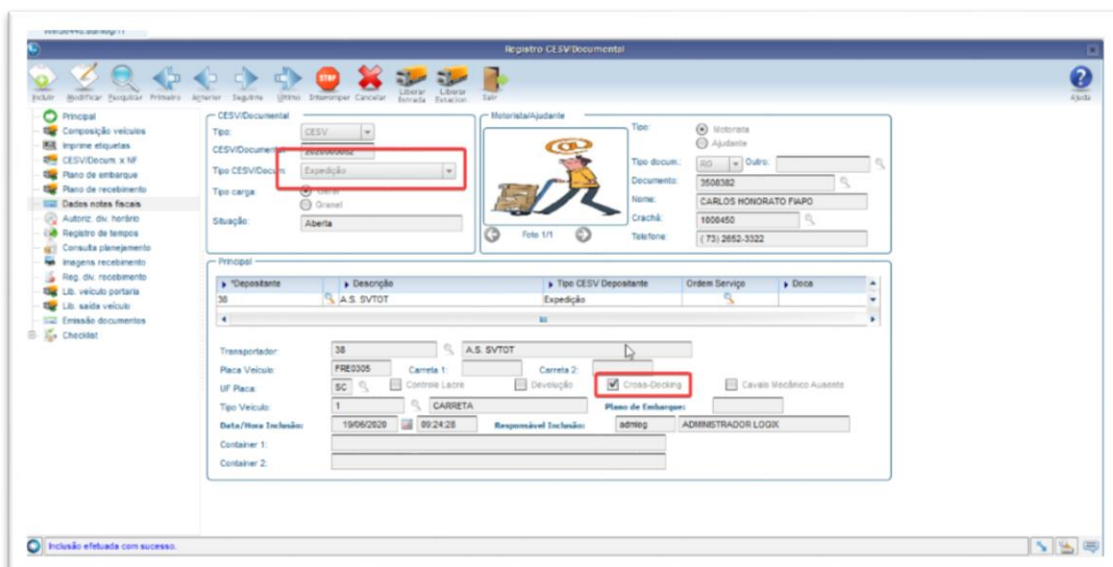 Registro CESV/Documental
Incluir Modificar Pesquisar Primeiro Anterior Seguinte Último Interromper Cancelar Liberar Entrada Liberar Estacion Sair Ajuda
Principal
Composição veículos
Imprime etiquetas
CESV/Docum. x NF
Plano de embarque
Plano de recebimento
Dados notas fiscais
Autoriz. div. horário
Registro de tempos
Consulta planejamento
Imagens recebimento
Reg. div. recebimento
Lib. veículo portaria
Lib. saída veículo
Emissão documentos
Checklist
CESV/Documental
Tipo: CESV
CESV/Documental:
Tipo CESV/Docum: Expedição
Tipo carga: Geral
Granel
Situação: Aberta
Motorista/Ajudante
Foto 1/1
Tipo: Motorista
Ajudante
Tipo docum.: RG Outro:
Documento: 3508382
Nome: CARLOS HONORATO FIAPO
Crachá: 1000450
Telefone: ( 73) 2652-3322
Principal
*Depositante Descrição Tipo CESV Depositante Ordem Serviço Doca
38 A.S. SVTOT Expedição
Transportador: 38 A.S. SVTOT
Placa Veículo: FRE0305 Carreta 1: Carreta 2:
UF Placa: SC Controle Lacre Devolução Cross-Docking Cavalo Mecânico Ausente
Tipo Veículo: 1 CARRETA Plano de Embarque:
Data/Hora Inclusão: 19/06/2020 09:24:28 Responsável Inclusão: admlog ADMINISTRADOR LOGIX
Container 1:
Container 2:
Inclusão efetuada com sucesso.